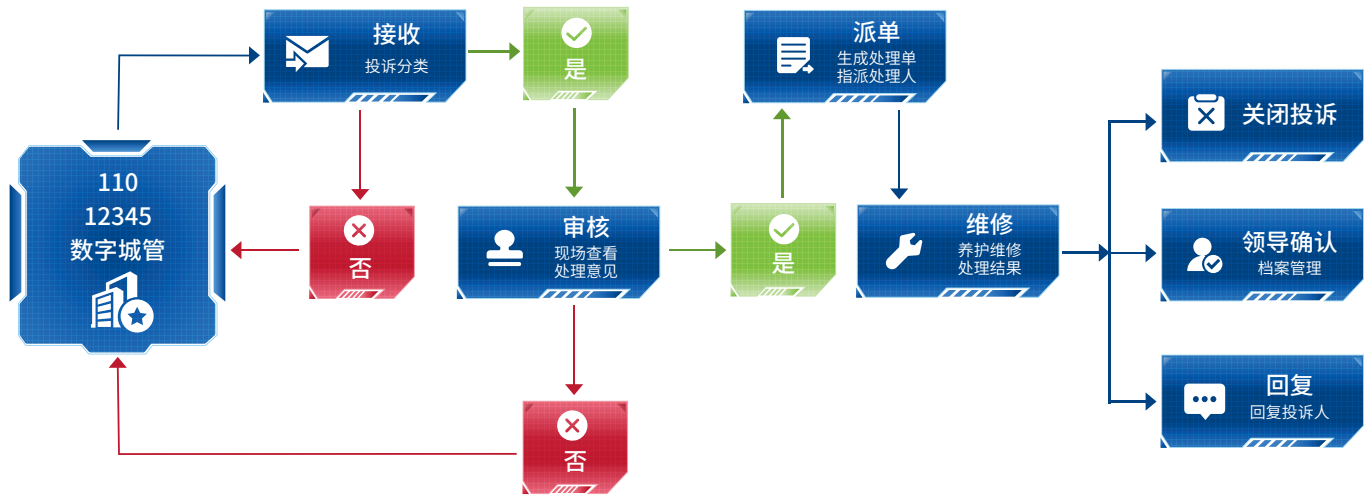 110
12345
数字城管
接收
投诉分类
是
否
审核
现场查看
处理意见
否
是
派单
生成处理单
指派处理人
维修
养护维修
处理结果
关闭投诉
领导确认
档案管理
回复
回复投诉人